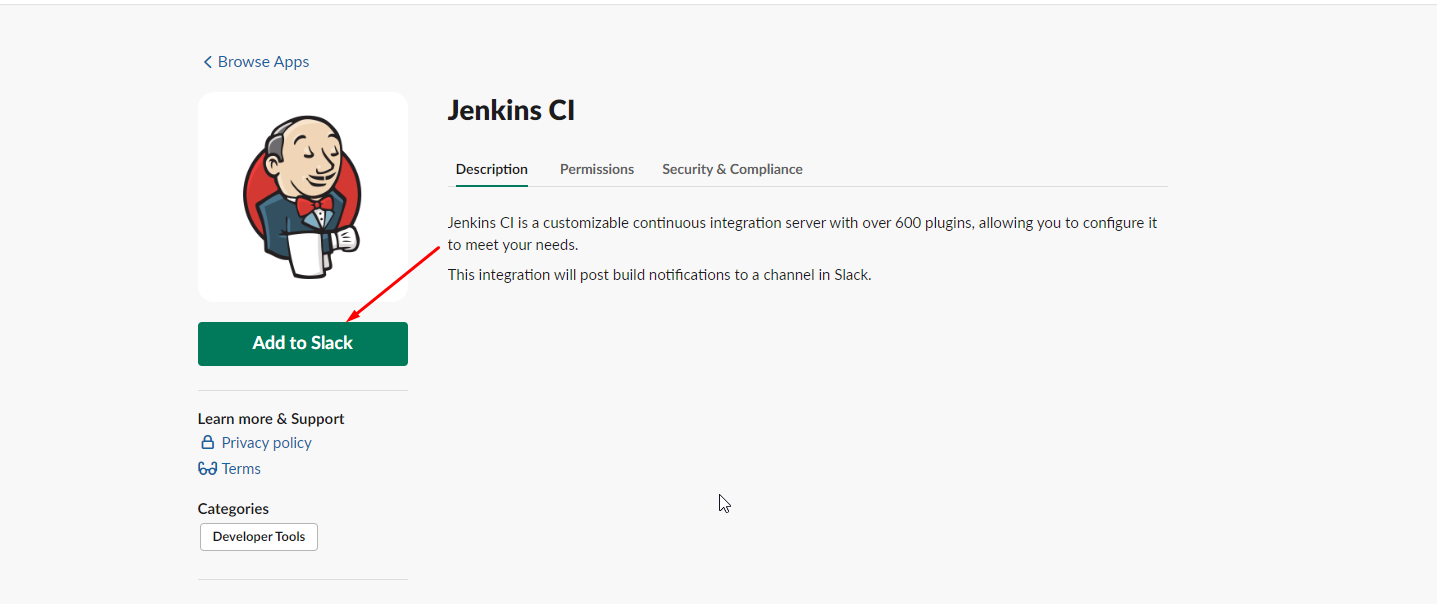 Browse Apps
Jenkins CI
Description Permissions Security & Compliance
Jenkins CI is a customizable continuous integration server with over 600 plugins, allowing you to configure it
to meet your needs.
This integration will post build notifications to a channel in Slack.
Add to Slack
Learn more & Support
Privacy policy
Terms
Categories
Developer Tools